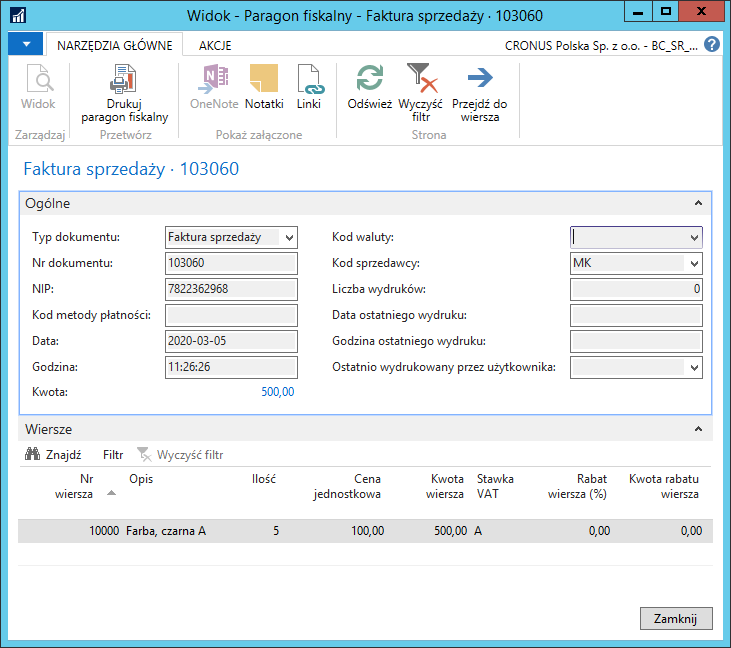 Widok - Paragon fiskalny - Faktura sprzedaży · 103060
NARZĘDZIA GŁÓWNE AKCJE CRONUS Polska Sp. z o.o. - BC_SR_... ?
Widok
Drukuj paragon fiskalny
OneNote Notatki Linki
Odśwież
Wyczyść filtr
Przejdź do wiersza
Zarządzaj Przetwórz Pokaż załączone Strona
Faktura sprzedaży · 103060
Ogólne
Typ dokumentu: Faktura sprzedaży Kod waluty:
Nr dokumentu: 103060 Kod sprzedawcy: MK
NIP: 7822362968 Liczba wydruków: 0
Kod metody płatności: Data ostatniego wydruku:
Data: 2020-03-05 Godzina ostatniego wydruku:
Godzina: 11:26:26 Ostatnio wydrukowany przez użytkownika:
Kwota: 500,00
Wiersze
Znajdź Filtr Wyczyść filtr
Nr Opis Ilość Cena Kwota Stawka Rabat Kwota rabatu
wiersza jednostkowa wiersza VAT wiersza (%) wiersza
10000 Farba, czarna A 5 100,00 500,00 A 0,00 0,00
Zamknij